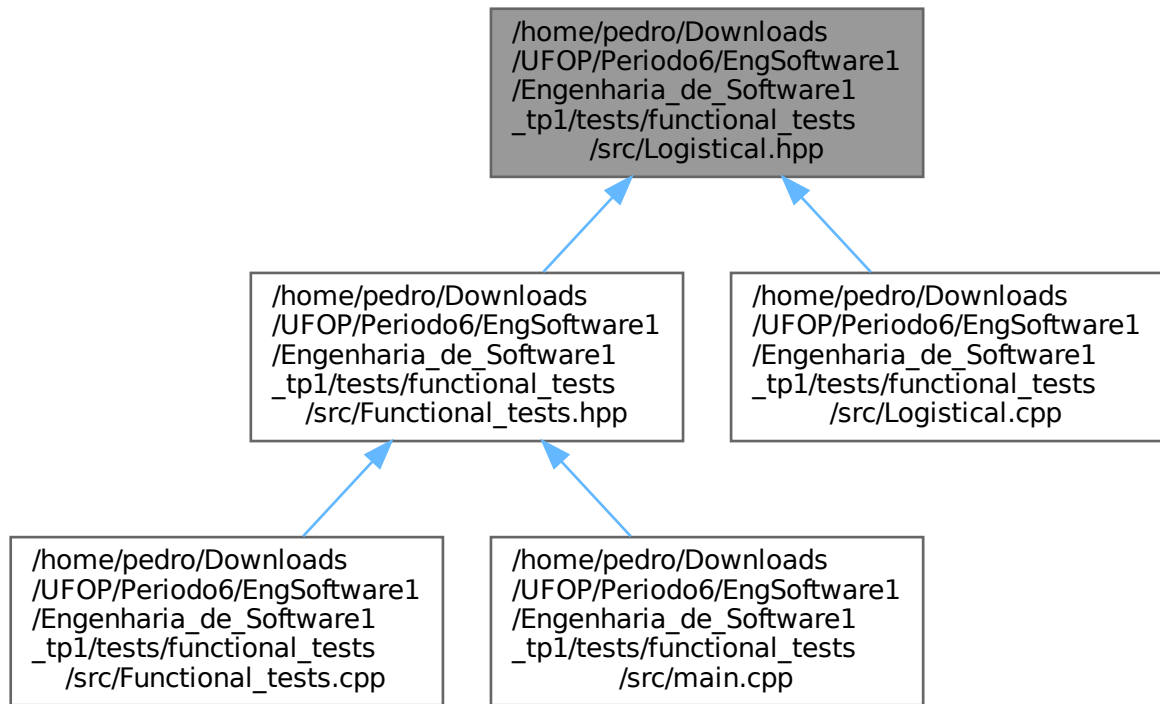 /home/pedro/Downloads
/UFOP/Periodo6/EngSoftware1
/Engenharia_de_Software1
_tp1/tests/functional_tests
/src/Logistical.hpp
/home/pedro/Downloads
/UFOP/Periodo6/EngSoftware1
/Engenharia_de_Software1
_tp1/tests/functional_tests
/src/Functional_tests.hpp
/home/pedro/Downloads
/UFOP/Periodo6/EngSoftware1
/Engenharia_de_Software1
_tp1/tests/functional_tests
/src/Logistical.cpp
/home/pedro/Downloads
/UFOP/Periodo6/EngSoftware1
/Engenharia_de_Software1
_tp1/tests/functional_tests
/src/Functional_tests.cpp
/home/pedro/Downloads
/UFOP/Periodo6/EngSoftware1
/Engenharia_de_Software1
_tp1/tests/functional_tests
/src/main.cpp